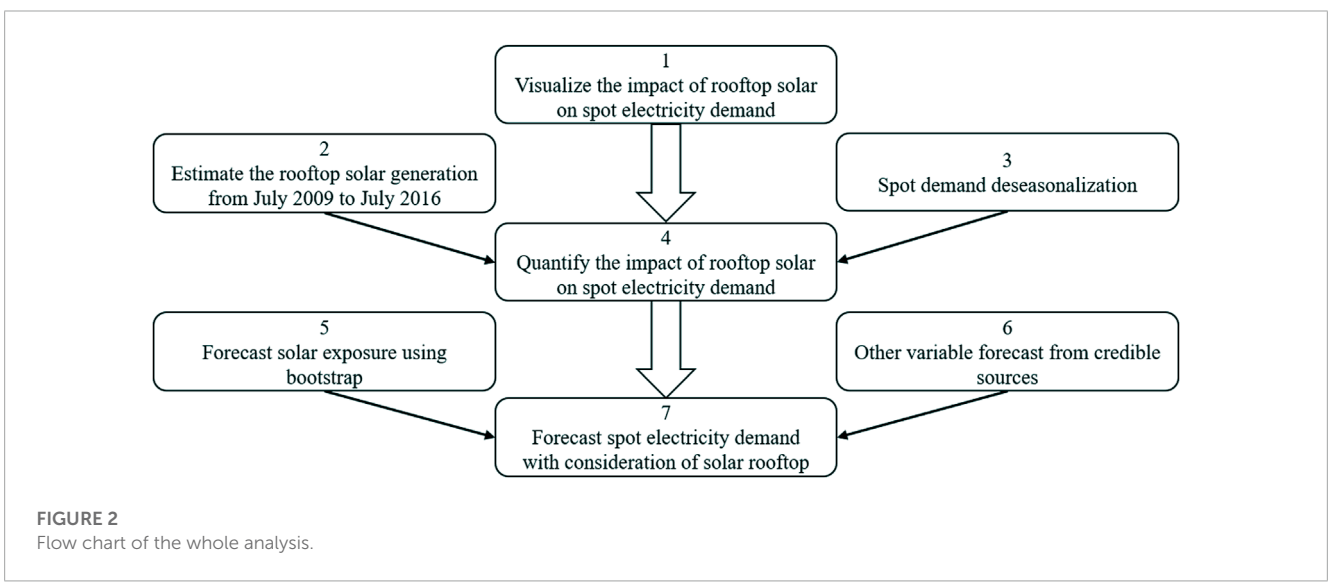 1
Visualize the impact of rooftop solar
on spot electricity demand
2
Estimate the rooftop solar generation
from July 2009 to July 2016
3
Spot demand deseasonalization
4
Quantify the impact of rooftop solar
on spot electricity demand
5
Forecast solar exposure using
bootstrap
6
Other variable forecast from credible
sources
7
Forecast spot electricity demand
with consideration of solar rooftop
FIGURE 2
Flow chart of the whole analysis.